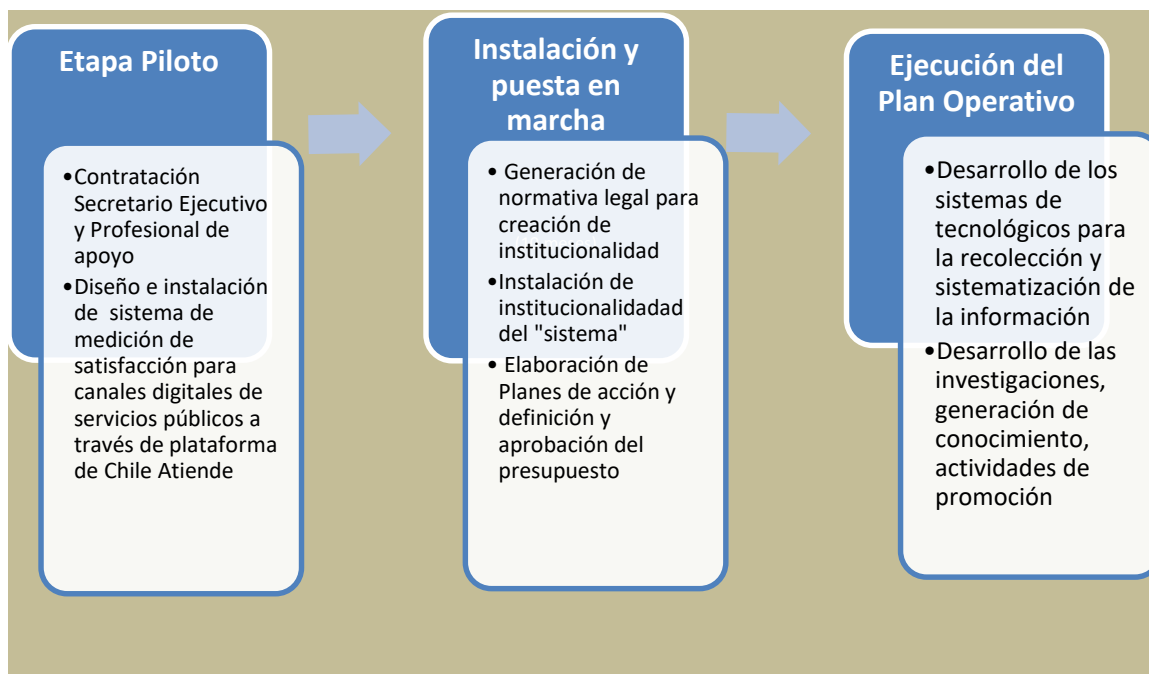 Etapa Piloto
•Contratación
Secretario Ejecutivo
y Profesional de
apoyo
•Diseño e instalación
de sistema de
medición de
satisfacción para
canales digitales de
servicios públicos a
través de plataforma
de Chile Atiende
Instalación y
puesta en
marcha
• Generación de
normativa legal para
creación de
institucionalidad
•Instalación de
institucionalidadad
del "sistema"
• Elaboración de
Planes de acción y
definición y
aprobación del
presupuesto
Ejecución del
Plan Operativo
•Desarrollo de los
sistemas de
tecnológicos para
la recolección y
sistematización de
la información
•Desarrollo de las
investigaciones,
generación de
conocimiento,
actividades de
promoción